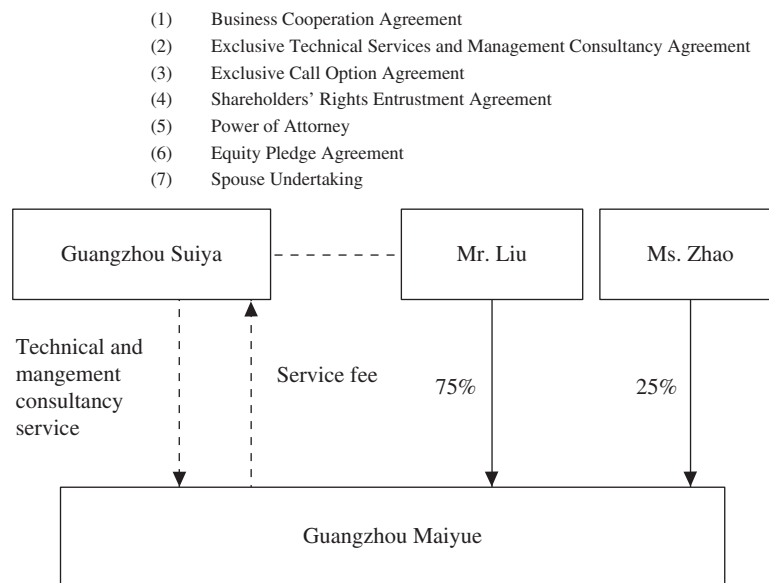 (1) Business Cooperation Agreement
(2) Exclusive Technical Services and Management Consultancy Agreement
(3) Exclusive Call Option Agreement
(4) Shareholders’ Rights Entrustment Agreement
(5) Power of Attorney
(6) Equity Pledge Agreement
(7) Spouse Undertaking
Guangzhou Suiya
Mr. Liu
Ms. Zhao
Technical and
mangement
consultancy
service
Service fee
75%
25%
Guangzhou Maiyue